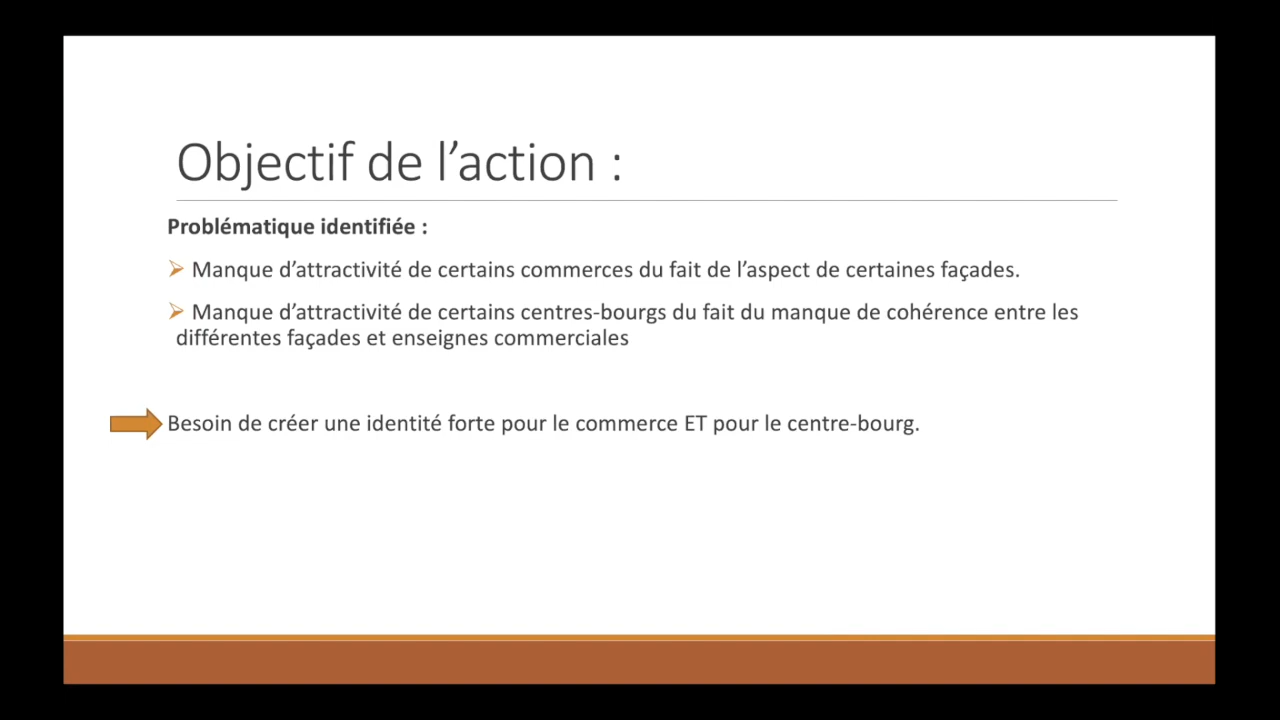 Objectif de l’action :
Problématique identifiée :
Manque d’attractivité de certains commerces du fait de l’aspect de certaines façades.
Manque d’attractivité de certains centres-bourgs du fait du manque de cohérence entre les
différentes façades et enseignes commerciales
Besoin de créer une identité forte pour le commerce ET pour le centre-bourg.